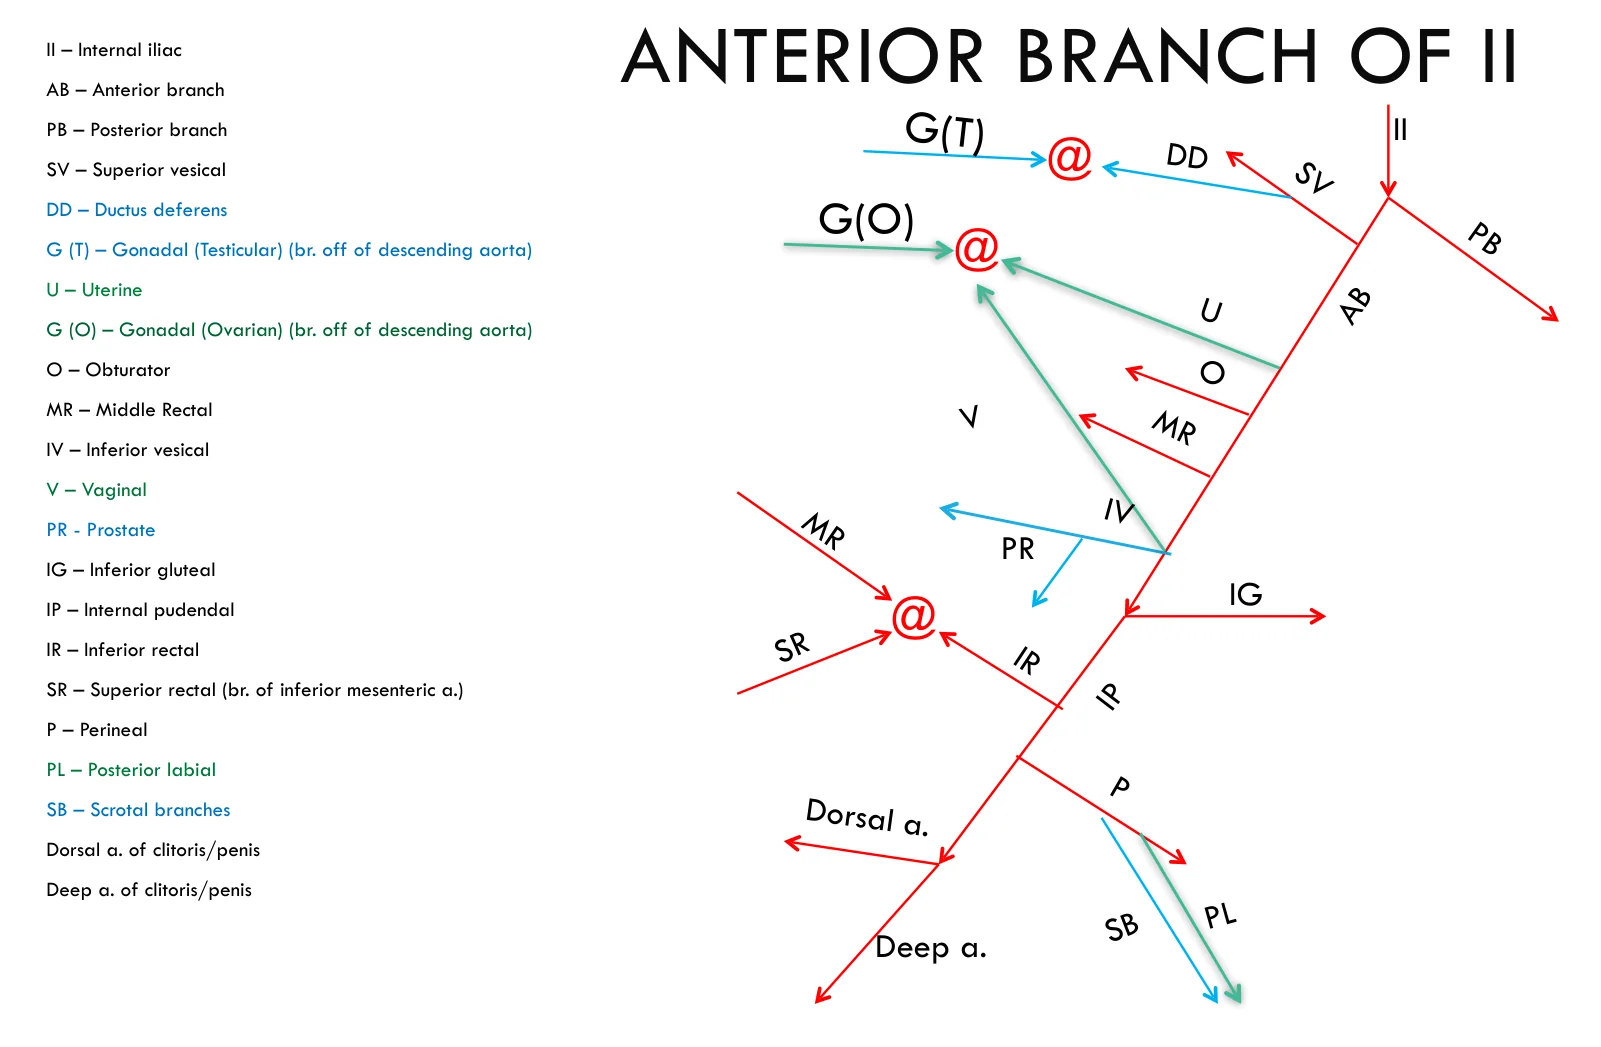 ANTERIOR BRANCH OF II
II – Internal iliac
AB – Anterior branch
PB – Posterior branch
SV – Superior vesical
DD – Ductus deferens
G (T) – Gonadal (Testicular) (br. off of descending aorta)
U – Uterine
G (O) – Gonadal (Ovarian) (br. off of descending aorta)
O – Obturator
MR – Middle Rectal
IV – Inferior vesical
V – Vaginal
PR - Prostate
IG – Inferior gluteal
IP – Internal pudendal
IR – Inferior rectal
SR – Superior rectal (br. of inferior mesenteric a.)
P – Perineal
PL – Posterior labial
SB – Scrotal branches
Dorsal a. of clitoris/penis
Deep a. of clitoris/penis
II
G(T)
@
DD
SV
PB
G(O)
@
U
AB
O
V
MR
IV
MR
PR
IG
@
SR
IR
IP
P
Dorsal a.
SB
PL
Deep a.